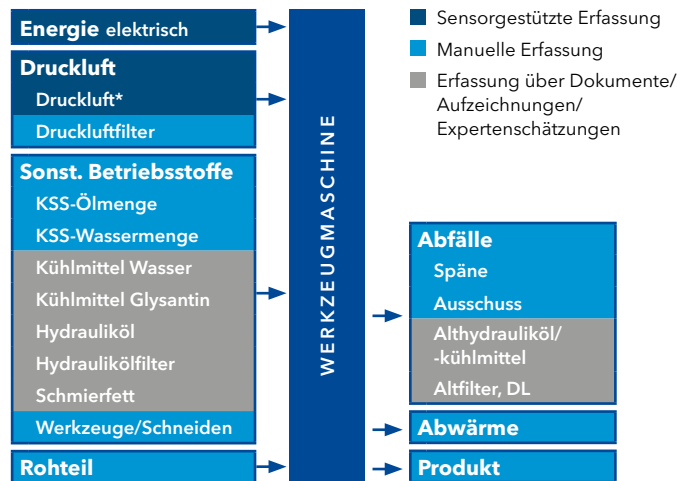 Energie elektrisch
Druckluft
Druckluft*
Druckluftfilter
Sonst. Betriebsstoffe
KSS-Ölmenge
KSS-Wassermenge
Kühlmittel Wasser
Kühlmittel Glysantin
Hydrauliköl
Hydraulikölfilter
Schmierfett
Werkzeuge/Schneiden
Rohteil
WERKZEUGMASCHINE
Sensorgestützte Erfassung
Manuelle Erfassung
Erfassung über Dokumente/
Aufzeichnungen/
Expertenschätzungen
Abfälle
Späne
Ausschuss
Althydrauliköl/
-kühlmittel
Altfilter, DL
Abwärme
Produkt